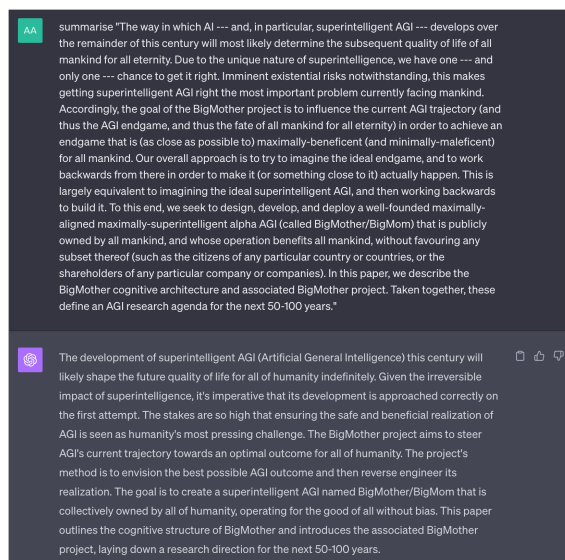 AA
summarise "The way in which AI --- and, in particular, superintelligent AGI --- develops over
the remainder of this century will most likely determine the subsequent quality of life of all
mankind for all eternity. Due to the unique nature of superintelligence, we have one --- and
only one --- chance to get it right. Imminent existential risks notwithstanding, this makes
getting superintelligent AGI right the most important problem currently facing mankind.
Accordingly, the goal of the BigMother project is to influence the current AGI trajectory (and
thus the AGI endgame, and thus the fate of all mankind for all eternity) in order to achieve an
endgame that is (as close as possible to) maximally-beneficent (and minimally-maleficent)
for all mankind. Our overall approach is to try to imagine the ideal endgame, and to work
backwards from there in order to make it (or something close to it) actually happen. This is
largely equivalent to imagining the ideal superintelligent AGI, and then working backwards
to build it. To this end, we seek to design, develop, and deploy a well-founded maximally-
aligned maximally-superintelligent alpha AGI (called BigMother/BigMom) that is publicly
owned by all mankind, and whose operation benefits all mankind, without favouring any
subset thereof (such as the citizens of any particular country or countries, or the
shareholders of any particular company or companies). In this paper, we describe the
BigMother cognitive architecture and associated BigMother project. Taken together, these
define an AGI research agenda for the next 50-100 years."
The development of superintelligent AGI (Artificial General Intelligence) this century will
likely shape the future quality of life for all of humanity indefinitely. Given the irreversible
impact of superintelligence, it's imperative that its development is approached correctly on
the first attempt. The stakes are so high that ensuring the safe and beneficial realization of
AGI is seen as humanity's most pressing challenge. The BigMother project aims to steer
AGI's current trajectory towards an optimal outcome for all of humanity. The project's
method is to envision the best possible AGI outcome and then reverse engineer its
realization. The goal is to create a superintelligent AGI named BigMother/BigMom that is
collectively owned by all of humanity, operating for the good of all without bias. This paper
outlines the cognitive structure of BigMother and introduces the associated BigMother
project, laying down a research direction for the next 50-100 years.